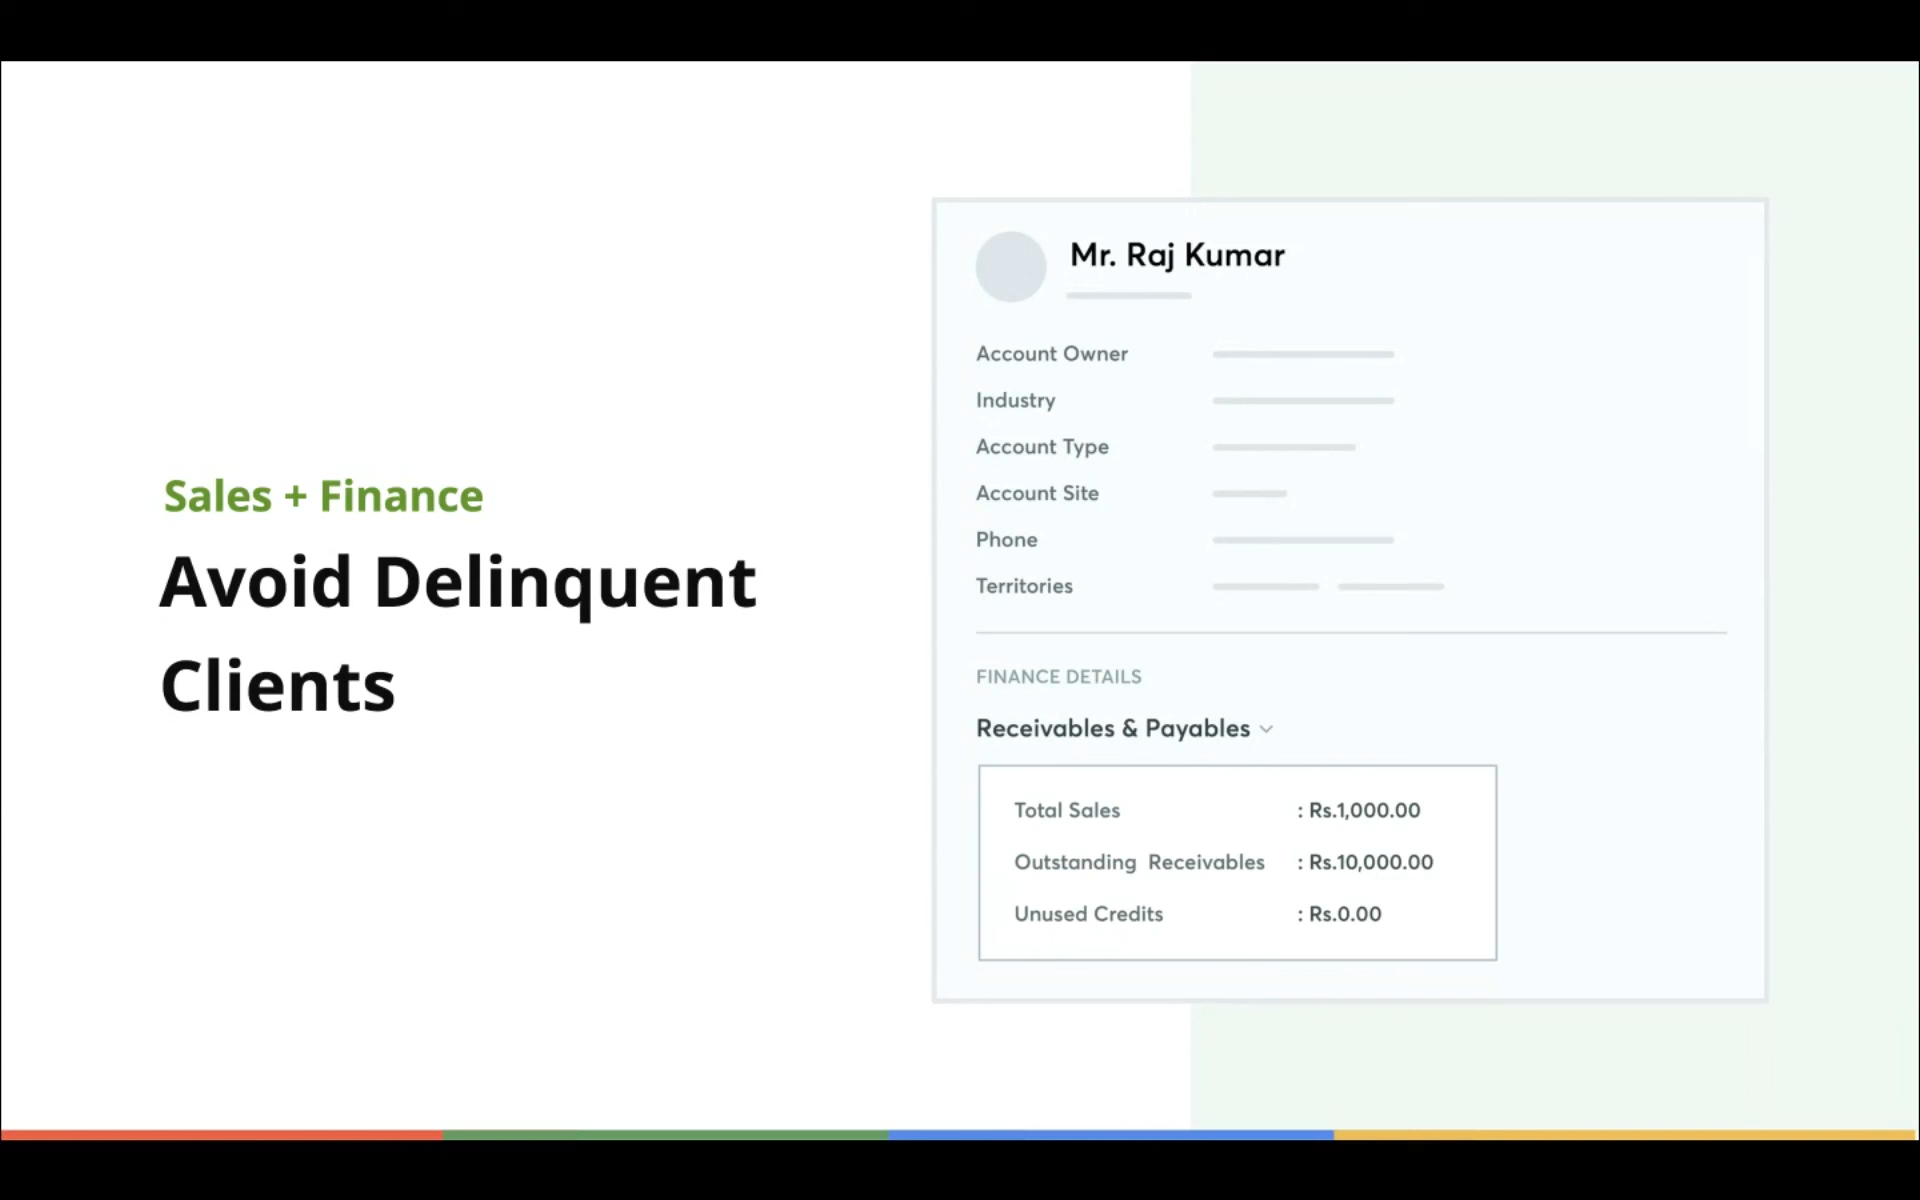 Sales + Finance
Avoid Delinquent
Clients
Mr. Raj Kumar
Account Owner
Industry
Account Type
Account Site
Phone
Territories
FINANCE DETAILS
Receivables & Payables
Total Sales : Rs.1,000.00
Outstanding Receivables : Rs.10,000.00
Unused Credits : Rs.0.00